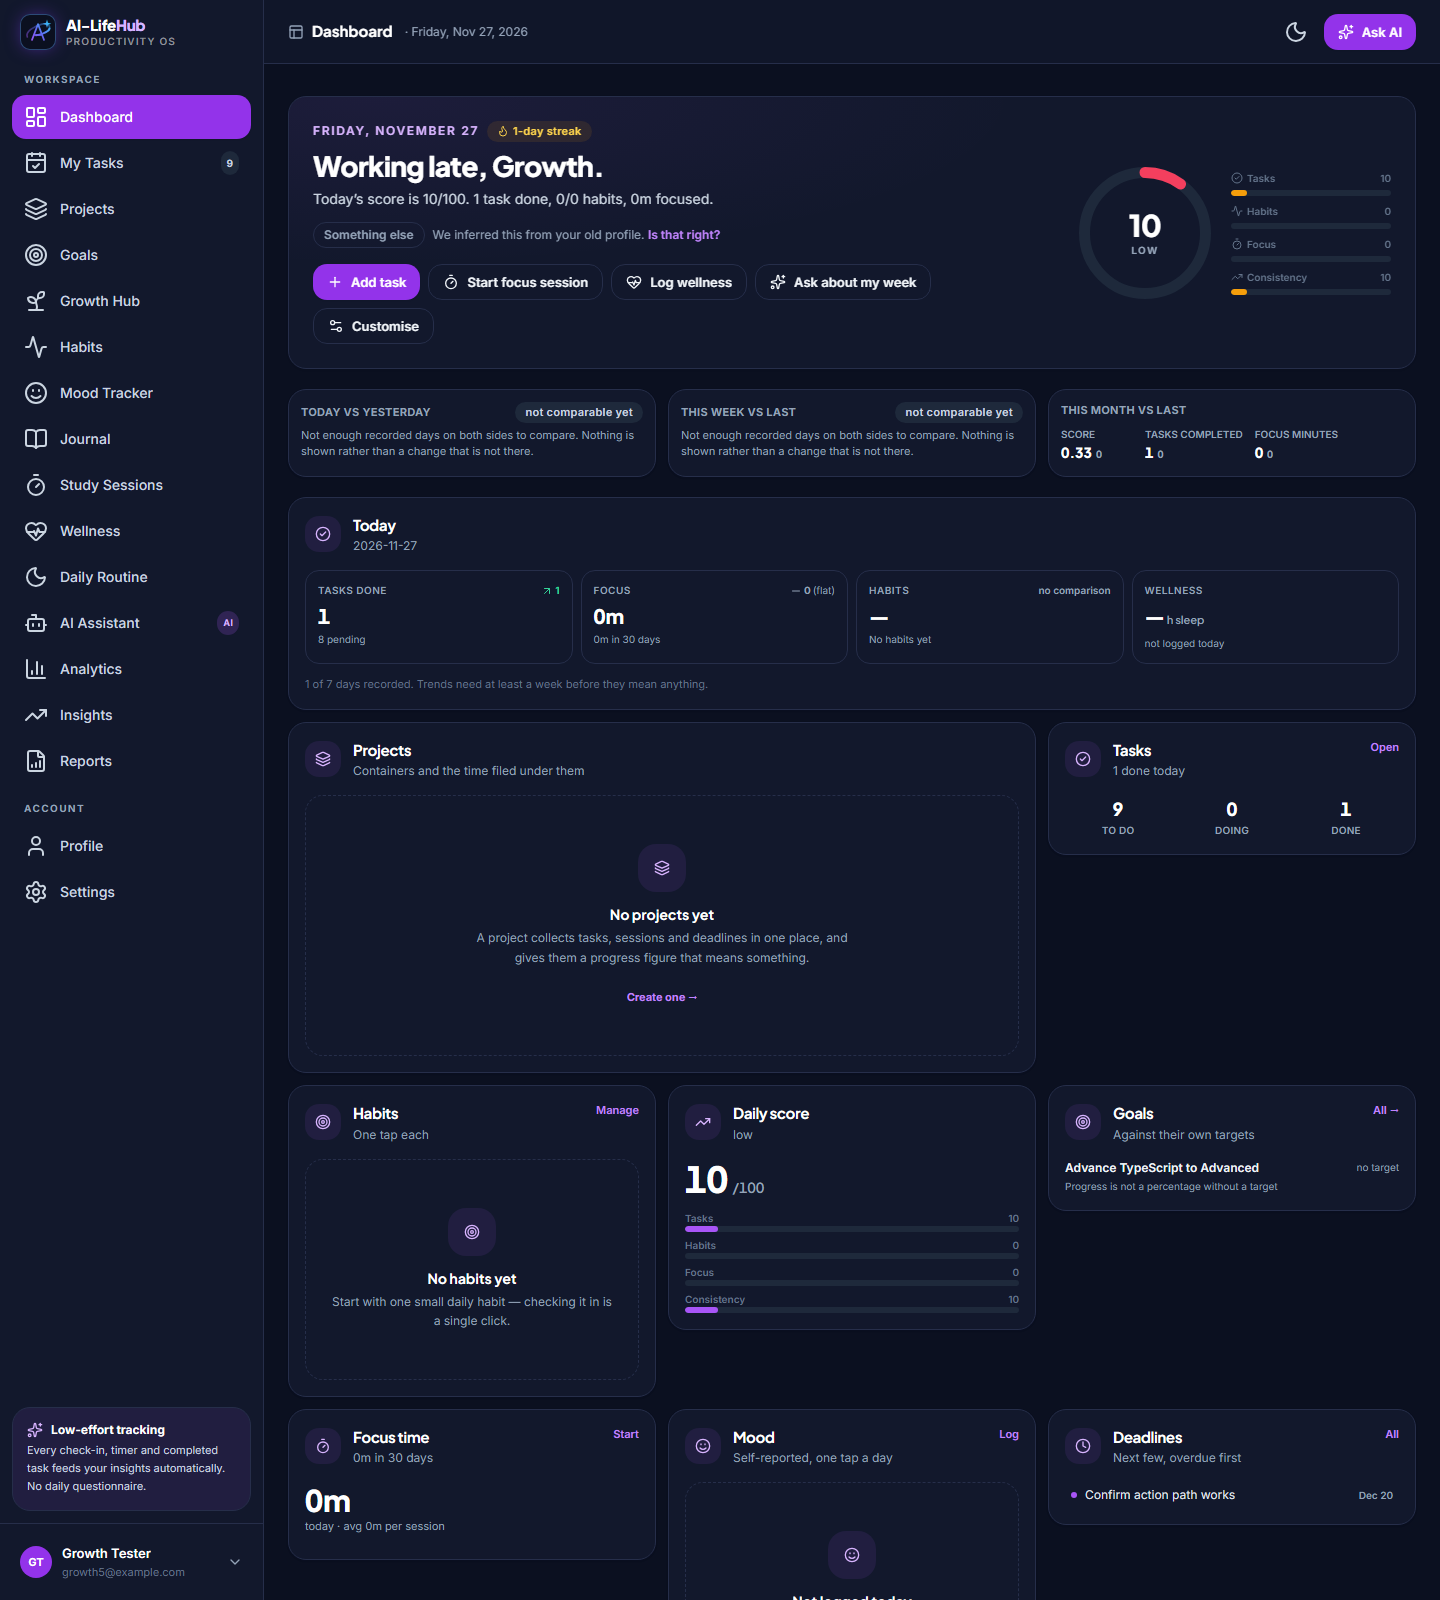 AI-LifeHub
PRODUCTIVITY OS
WORKSPACE
Dashboard
My Tasks 9
Projects
Goals
Growth Hub
Habits
Mood Tracker
Journal
Study Sessions
Wellness
Daily Routine
AI Assistant AI
Analytics
Insights
Reports
ACCOUNT
Profile
Settings
Low-effort tracking
Every check-in, timer and completed
task feeds your insights automatically.
No daily questionnaire.
GT
Growth Tester
growth5@example.com
Dashboard · Friday, Nov 27, 2026
Ask AI
FRIDAY, NOVEMBER 27 1-day streak
Working late, Growth.
Today's score is 10/100. 1 task done, 0/0 habits, 0m focused.
Something else We inferred this from your old profile. Is that right?
Add task Start focus session Log wellness Ask about my week
Customise
10
LOW
Tasks 10
Habits 0
Focus 0
Consistency 10
TODAY VS YESTERDAY not comparable yet
Not enough recorded days on both sides to compare. Nothing is
shown rather than a change that is not there.
THIS WEEK VS LAST not comparable yet
Not enough recorded days on both sides to compare. Nothing is
shown rather than a change that is not there.
THIS MONTH VS LAST
SCORE TASKS COMPLETED FOCUS MINUTES
0.33 0 1 0 0 0
Today
2026-11-27
TASKS DONE 1
1
8 pending
FOCUS — 0 (flat)
0m
0m in 30 days
HABITS no comparison
—
No habits yet
WELLNESS
— h sleep
not logged today
1 of 7 days recorded. Trends need at least a week before they mean anything.
Projects
Containers and the time filed under them
No projects yet
A project collects tasks, sessions and deadlines in one place, and
gives them a progress figure that means something.
Create one →
Tasks Open
1 done today
9 0 1
TO DO DOING DONE
Habits Manage
One tap each
No habits yet
Start with one small daily habit — checking it in is
a single click.
Daily score
low
10 /100
Tasks 10
Habits 0
Focus 0
Consistency 10
Goals All →
Against their own targets
Advance TypeScript to Advanced no target
Progress is not a percentage without a target
Focus time Start
0m in 30 days
0m
today · avg 0m per session
Mood Log
Self-reported, one tap a day
Not logged today
Deadlines All
Next few, overdue first
Confirm action path works Dec 20